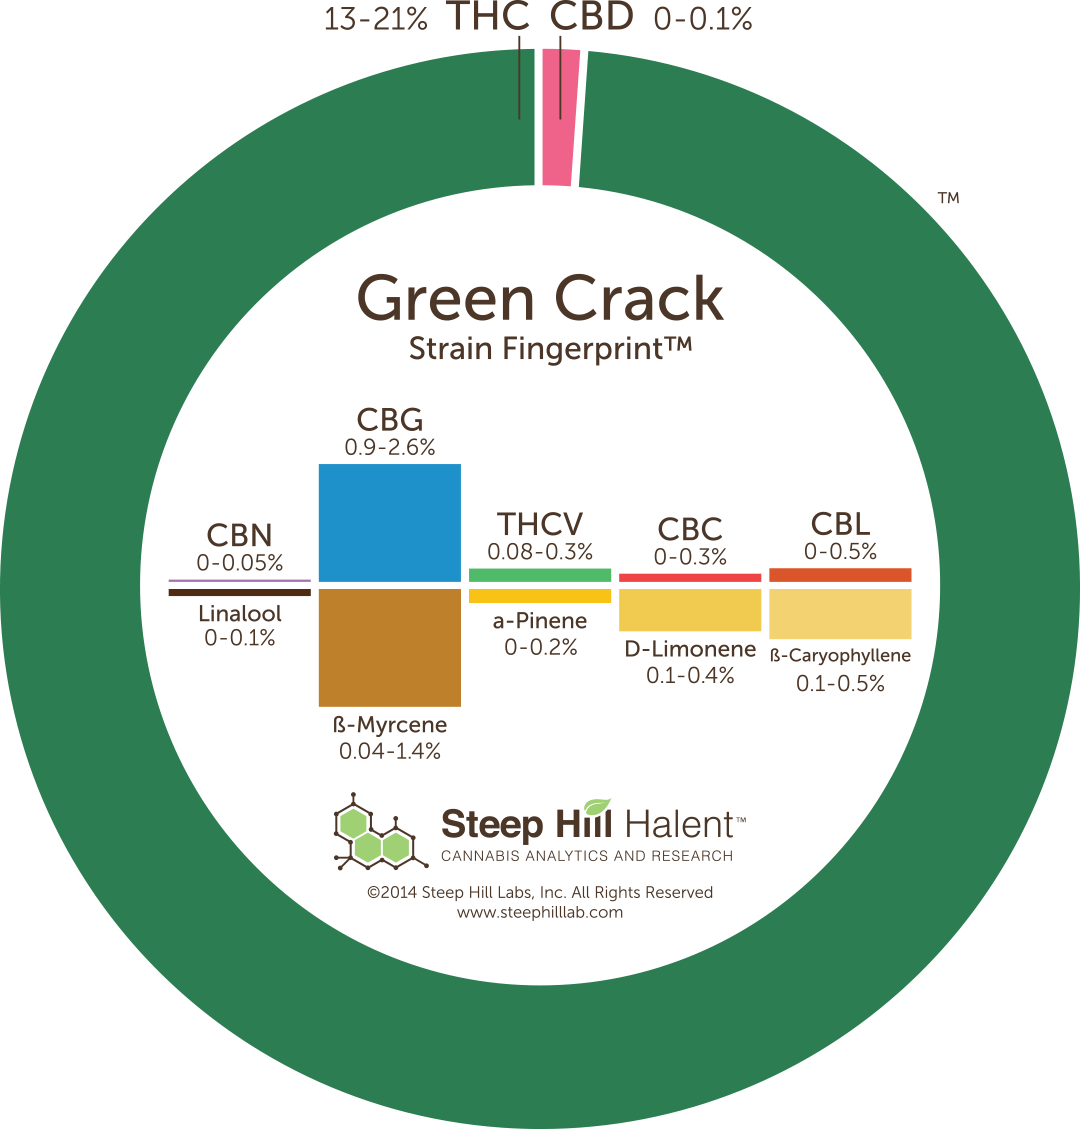 13-21% THC CBD 0-0.1%
TM
Green Crack
Strain Fingerprint™
CBG
0.9-2.6%
CBN
0-0.05%
THCV
0.08-0.3%
CBC
0-0.3%
CBL
0-0.5%
Linalool
0-0.1%
ß-Myrcene
0.04-1.4%
a-Pinene
0-0.2%
D-Limonene
0.1-0.4%
ß-Caryophyllene
0.1-0.5%
Steep Hill Halent™
CANNABIS ANALYTICS AND RESEARCH
©2014 Steep Hill Labs, Inc. All Rights Reserved
www.steephilllab.com